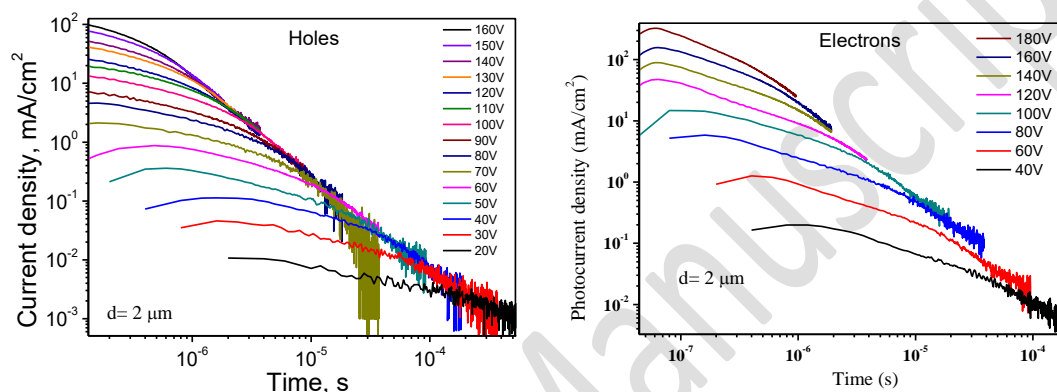 Holes
Current density, mA/cm²
10²
10¹
10⁰
10⁻¹
10⁻²
10⁻³
160V
150V
140V
130V
120V
110V
100V
90V
80V
70V
60V
50V
40V
30V
20V
d= 2 μm
10⁻⁶ 10⁻⁵ 10⁻⁴
Time, s
Electrons
Photocurrent density (mA/cm²)
10²
10¹
10⁰
10⁻¹
10⁻²
180V
160V
140V
120V
100V
80V
60V
40V
d= 2 μm
10⁻⁷ 10⁻⁶ 10⁻⁵ 10⁻⁴
Time (s)
Manuscrip